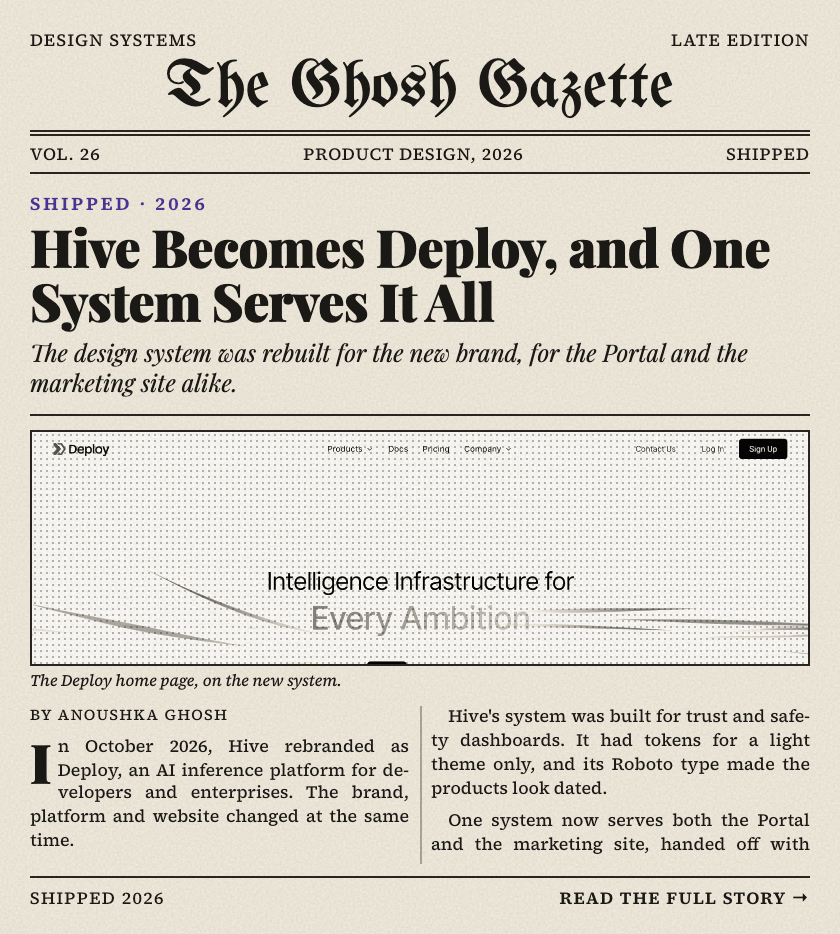 DESIGN SYSTEMS
LATE EDITION
The Ghosh Gazette
VOL. 26
PRODUCT DESIGN, 2026
SHIPPED
SHIPPED · 2026
Hive Becomes Deploy, and One
System Serves It All
The design system was rebuilt for the new brand, for the Portal and the
marketing site alike.
Deploy
Products
Docs
Pricing
Company
Contact Us
Log In
Sign Up
Intelligence Infrastructure for
Every Ambition
The Deploy home page, on the new system.
BY ANOUSHKA GHOSH
In October 2026, Hive rebranded as
Deploy, an AI inference platform for de-
velopers and enterprises. The brand,
platform and website changed at the same
time.
Hive's system was built for trust and safe-
ty dashboards. It had tokens for a light
theme only, and its Roboto type made the
products look dated.
One system now serves both the Portal
and the marketing site, handed off with
SHIPPED 2026
READ THE FULL STORY →